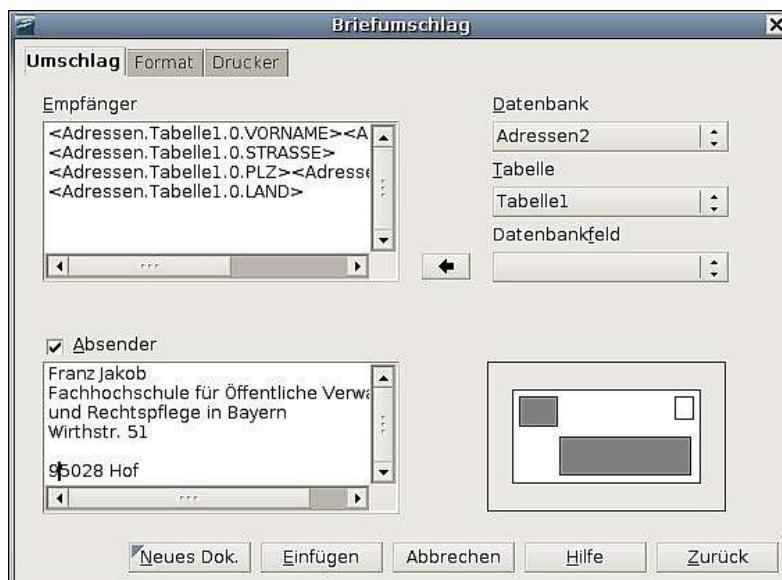 Briefumschlag
Umschlag Format Drucker
Empfänger
<Adressen.Tabelle1.0.VORNAME><A
<Adressen.Tabelle1.0.STRASSE>
<Adressen.Tabelle1.0.PLZ><Adresse
<Adressen.Tabelle1.0.LAND>
Datenbank
Adressen2
Tabelle
Tabelle1
Datenbankfeld
Absender
Franz Jakob
Fachhochschule für Öffentliche Verwa
und Rechtspflege in Bayern
Wirthstr. 51
95028 Hof
Neues Dok. Einfügen Abbrechen Hilfe Zurück